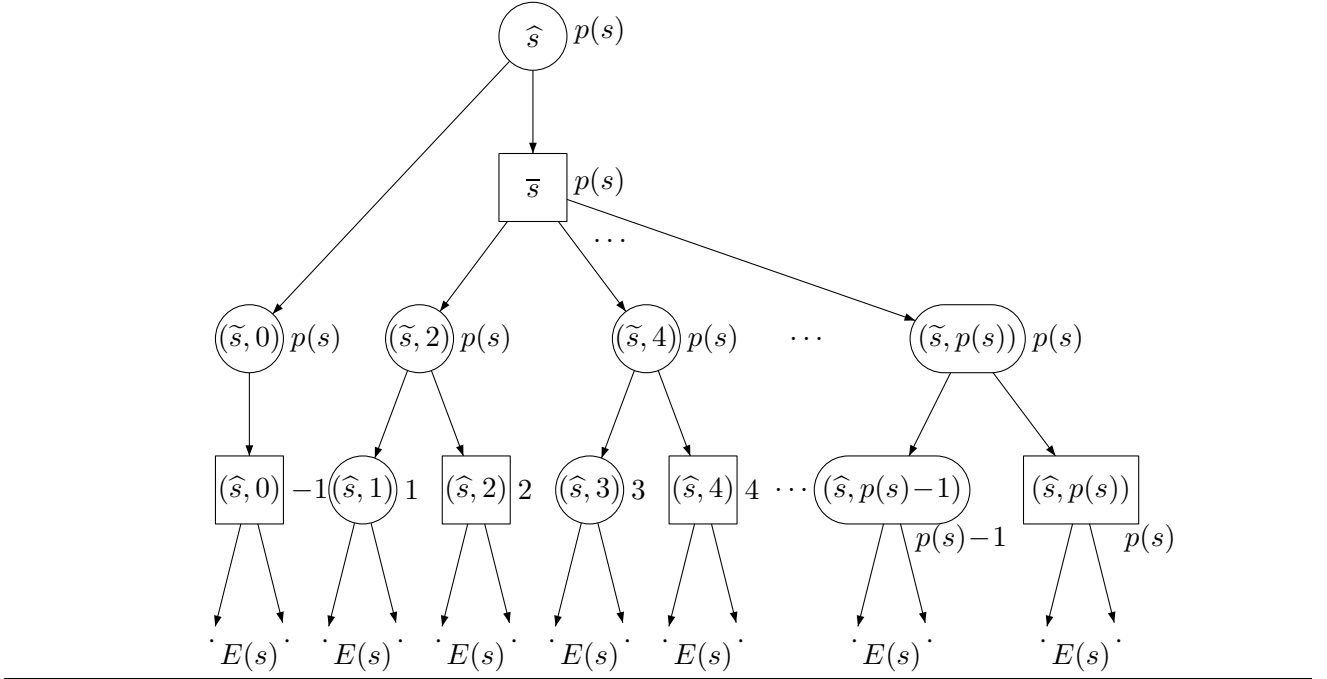 ŝ p(s)
s̅ p(s)
· · ·
(s̃, 0) p(s) (s̃, 2) p(s) (s̃, 4) p(s) · · · (s̃, p(s)) p(s)
(ŝ, 0) −1 (ŝ, 1) 1 (ŝ, 2) 2 (ŝ, 3) 3 (ŝ, 4) 4 · · · (ŝ, p(s)−1) (ŝ, p(s))
p(s)−1 p(s)
· E(s) · · E(s) · · E(s) · · E(s) · · E(s) · · E(s) · · E(s) ·